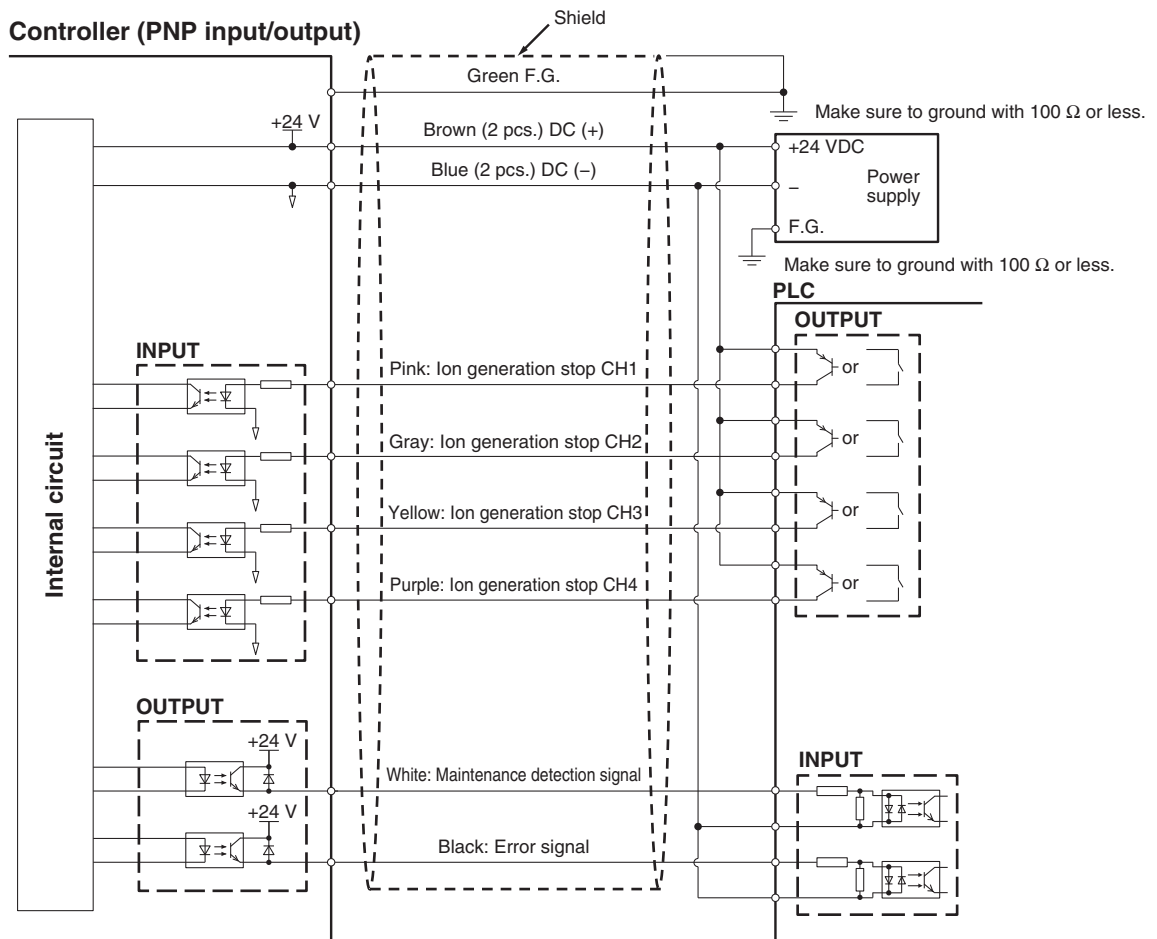 Shield
Controller (PNP input/output)
Green F.G.
Make sure to ground with 100 Ω or less.
+24 V
Brown (2 pcs.) DC (+)
+24 VDC
Blue (2 pcs.) DC (–)
–
Power
supply
F.G.
Make sure to ground with 100 Ω or less.
PLC
OUTPUT
INPUT
Pink: Ion generation stop CH1
or
Gray: Ion generation stop CH2
or
Internal circuit
Yellow: Ion generation stop CH3
or
Purple: Ion generation stop CH4
or
OUTPUT
+24 V
INPUT
White: Maintenance detection signal
+24 V
Black: Error signal